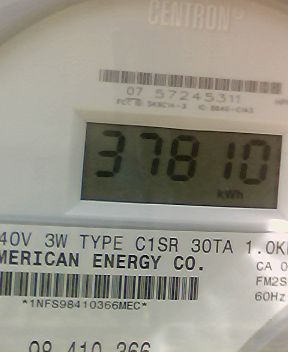 CENTRON®
07 57245311
37810
kWh
40V 3W TYPE C1SR 30TA 1.0K
MERICAN ENERGY CO.
CA 0
FM2S
60Hz
*1NFS98410366MEC*
98 410 366